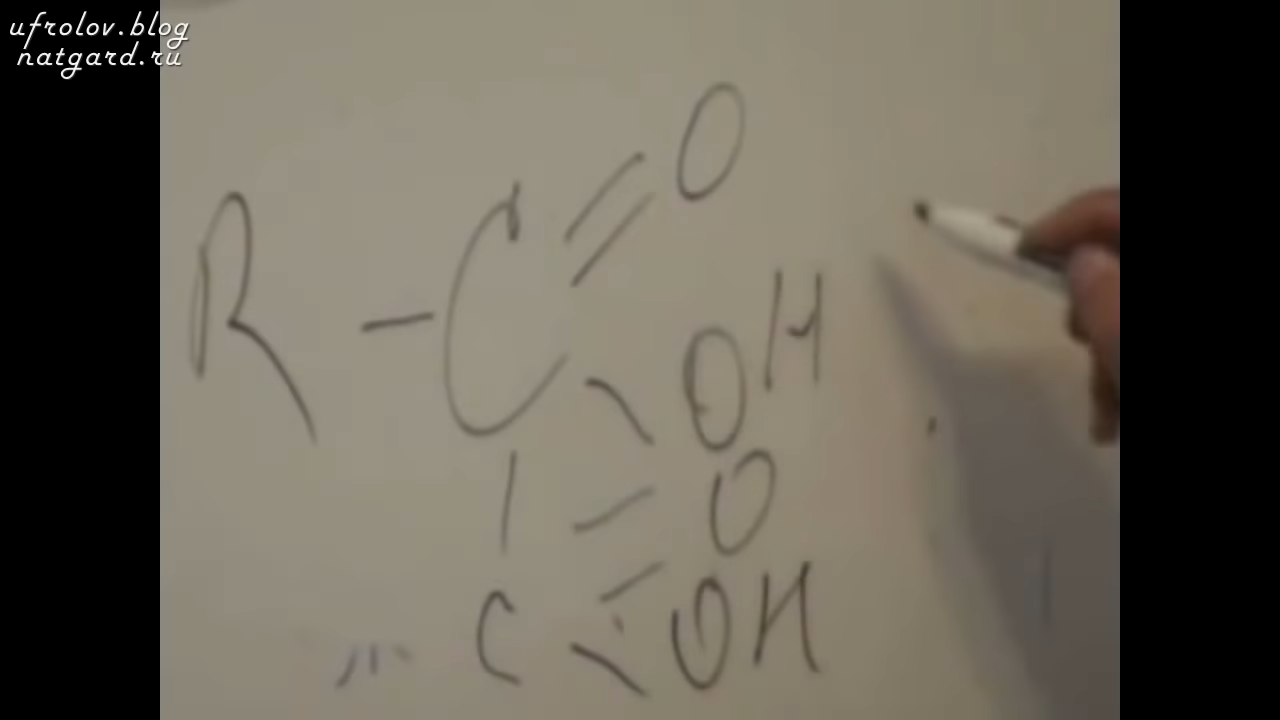 ufrolov.blog
natgard.ru
O
R - C = OH
O
C = OH